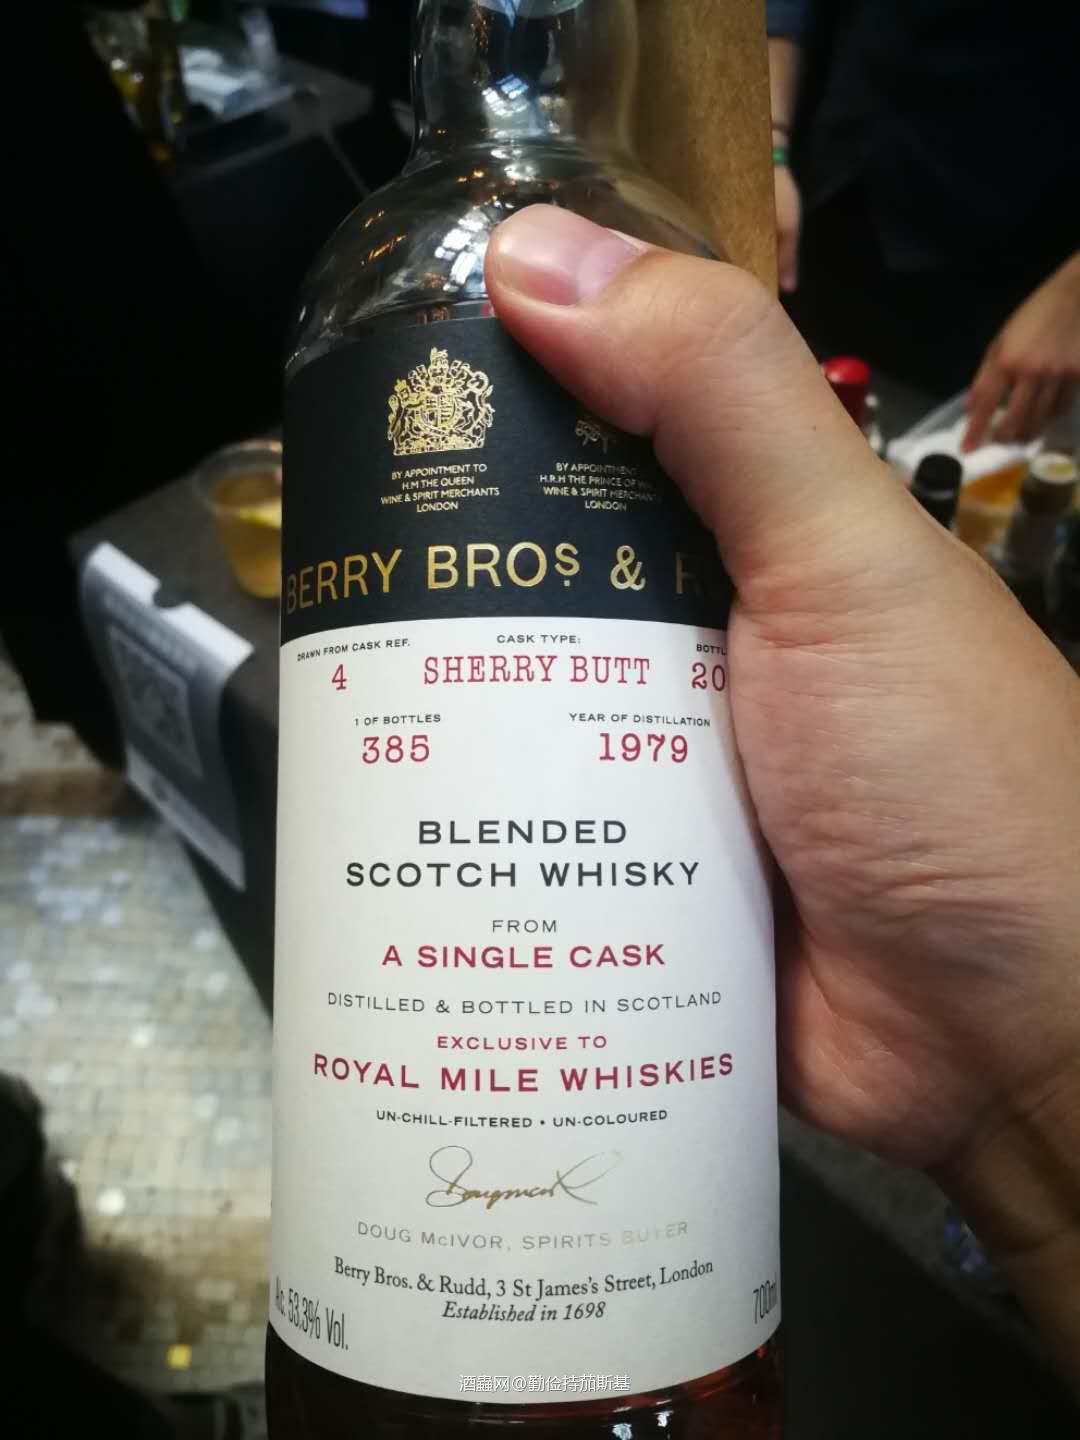 BY APPOINTMENT TO
H.M THE QUEEN
WINE & SPIRIT MERCHANTS
LONDON
BY APPOINTMENT
H.R.H THE PRINCE OF
WINE & SPIRIT MERCHAN
LONDON
BERRY BROS & R
DRAWN FROM CASK REF.
4
CASK TYPE:
SHERRY BUTT
BOTTL
20
1 OF BOTTLES
385
YEAR OF DISTILLATION
1979
BLENDED
SCOTCH WHISKY
FROM
A SINGLE CASK
DISTILLED & BOTTLED IN SCOTLAND
EXCLUSIVE TO
ROYAL MILE WHISKIES
UN-CHILL-FILTERED • UN-COLOURED
DOUG McIVOR, SPIRITS BUYER
Berry Bros. & Rudd, 3 St James's Street, London
Established in 1698
Alc. 53.3% Vol.
700ml
酒蟲网@勤俭持茄斯基